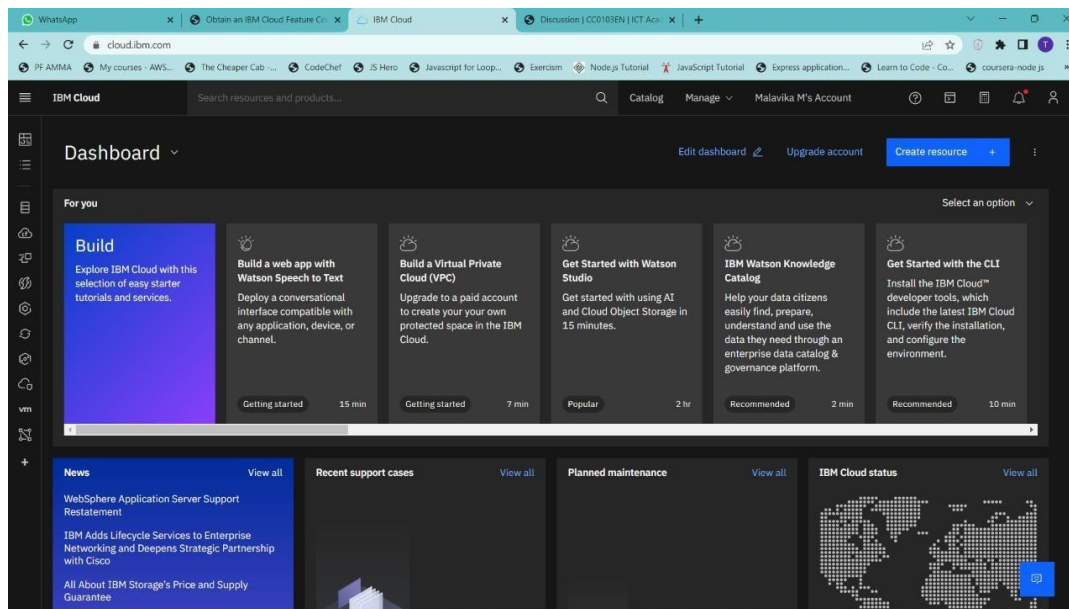 WhatsApp
Obtain an IBM Cloud Feature Co
IBM Cloud
Discussion | CC0103EN | ICT Aca
cloud.ibm.com
PF AMMA
My courses - AWS...
The Cheaper Cab -...
CodeChef
JS Hero
Javascript for Loop...
Exercism
Node.js Tutorial
JavaScript Tutorial
Express application...
Learn to Code - Co...
coursera-node js
T
IBM Cloud
Search resources and products...
Catalog
Manage
Malavika M's Account
Dashboard
Edit dashboard
Upgrade account
Create resource +
For you
Select an option
Build
Explore IBM Cloud with this
selection of easy starter
tutorials and services.
Build a web app with
Watson Speech to Text
Deploy a conversational
interface compatible with
any application, device, or
channel.
Getting started
15 min
Build a Virtual Private
Cloud (VPC)
Upgrade to a paid account
to create your your own
protected space in the IBM
Cloud.
Getting started
7 min
Get Started with Watson
Studio
Get started with using AI
and Cloud Object Storage in
15 minutes.
Popular
2 hr
IBM Watson Knowledge
Catalog
Help your data citizens
easily find, prepare,
understand and use the
data they need through an
enterprise data catalog &
governance platform.
Recommended
2 min
Get Started with the CLI
Install the IBM Cloud™
developer tools, which
include the latest IBM Cloud
CLI, verify the installation,
and configure the
environment.
Recommended
10 min
vm
News
View all
WebSphere Application Server Support
Restatement
IBM Adds Lifecycle Services to Enterprise
Networking and Deepens Strategic Partnership
with Cisco
All About IBM Storage's Price and Supply
Guarantee
Recent support cases
View all
Planned maintenance
View all
IBM Cloud status
View all